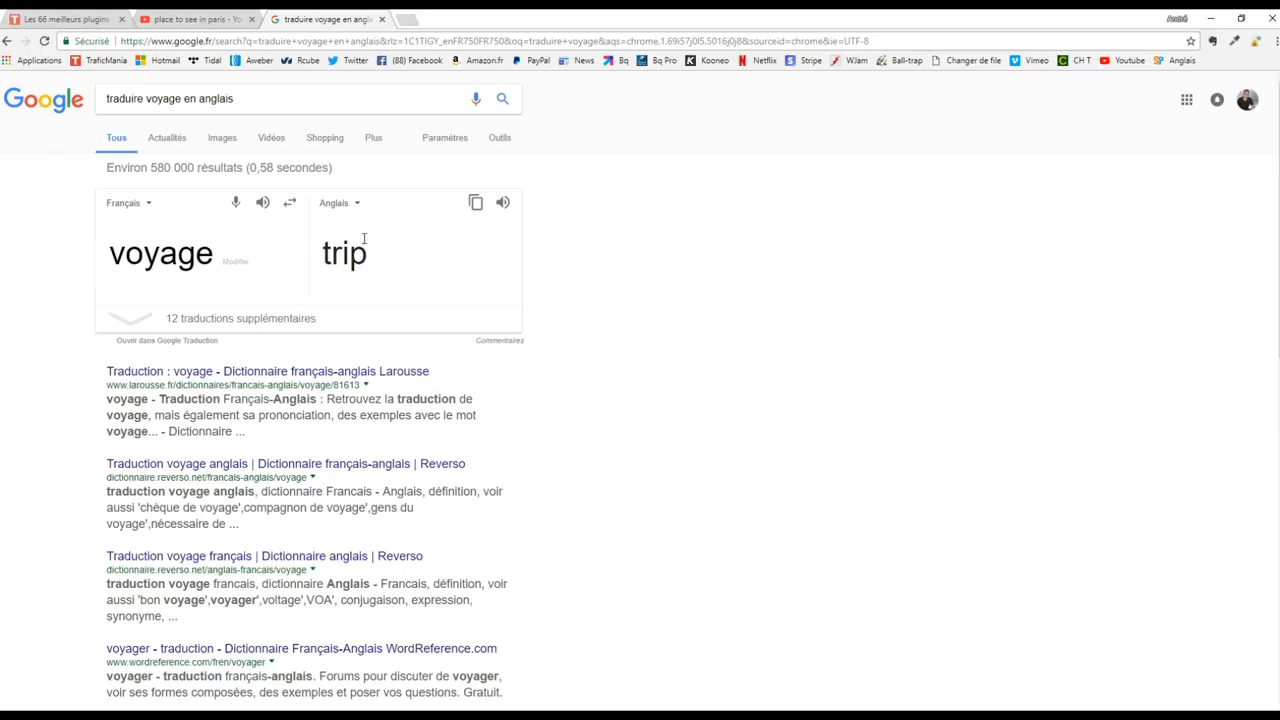 Les 66 meilleurs plugins
place to see in paris - Yo
traduire voyage en angl
André
Sécurisé
https://www.google.fr/search?q=traduire+voyage+en+anglais&rlz=1C1TIGY_enFR750FR750&oq=traduire+voyage&aqs=chrome.1.69i57j0l5.5016j0j8&sourceid=chrome&ie=UTF-8
Applications TraficMania Hotmail Tidal Aweber Rcube Twitter (88) Facebook Amazon.fr PayPal News Bq Bq Pro Kooneo Netflix Stripe WJam Ball-trap Changer de file Vimeo CH T Youtube Anglais
Google
traduire voyage en anglais
Tous Actualités Images Vidéos Shopping Plus Paramètres Outils
Environ 580 000 résultats (0,58 secondes)
Français Anglais
voyage Modifier trip
12 traductions supplémentaires
Ouvrir dans Google Traduction Commentaires
Traduction : voyage - Dictionnaire français-anglais Larousse
www.larousse.fr/dictionnaires/francais-anglais/voyage/81613
voyage - Traduction Français-Anglais : Retrouvez la traduction de
voyage, mais également sa prononciation, des exemples avec le mot
voyage... - Dictionnaire ...
Traduction voyage anglais | Dictionnaire français-anglais | Reverso
dictionnaire.reverso.net/francais-anglais/voyage
traduction voyage anglais, dictionnaire Francais - Anglais, définition, voir
aussi 'chèque de voyage',compagnon de voyage',gens du
voyage',nécessaire de ...
Traduction voyage français | Dictionnaire anglais | Reverso
dictionnaire.reverso.net/anglais-francais/voyage
traduction voyage francais, dictionnaire Anglais - Francais, définition, voir
aussi 'bon voyage',voyager',voltage',VOA', conjugaison, expression,
synonyme, ...
voyager - traduction - Dictionnaire Français-Anglais WordReference.com
www.wordreference.com/fren/voyager
voyager - traduction français-anglais. Forums pour discuter de voyager,
voir ses formes composées, des exemples et poser vos questions. Gratuit.